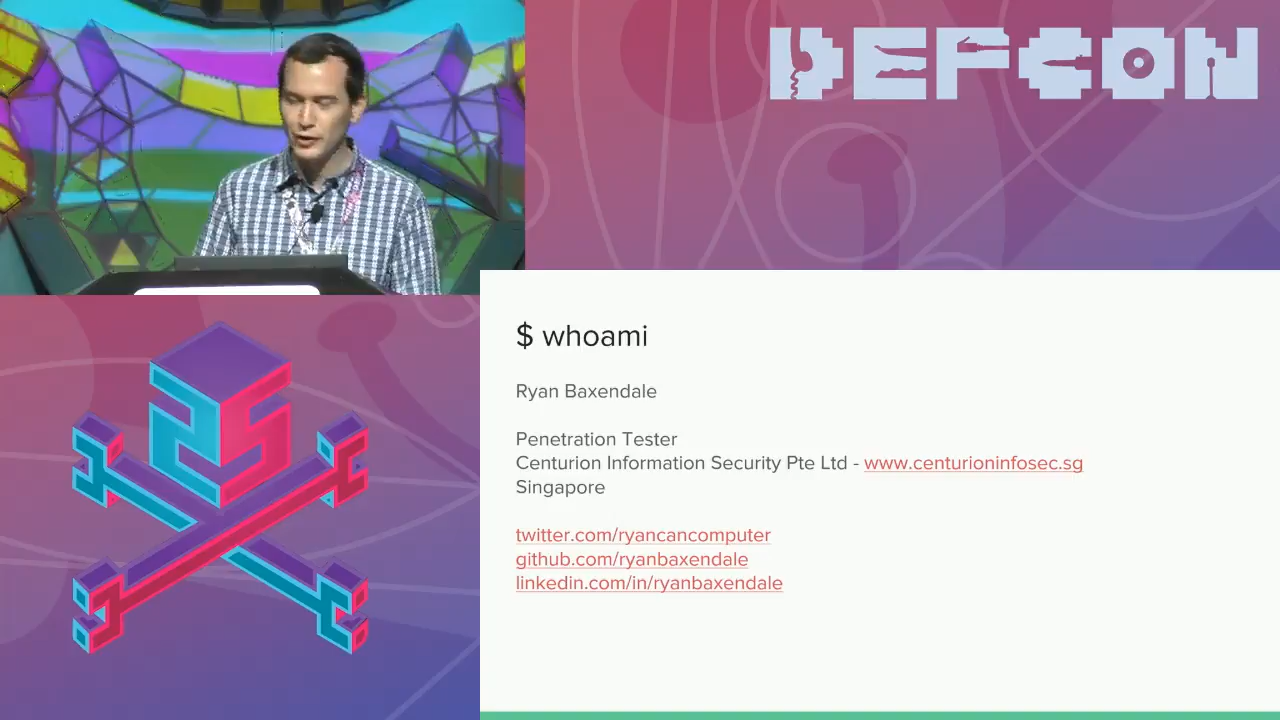 DEFCON
$ whoami
Ryan Baxendale
Penetration Tester
Centurion Information Security Pte Ltd - www.centurioninfosec.sg
Singapore
twitter.com/ryancancomputer
github.com/ryanbaxendale
linkedin.com/in/ryanbaxendale